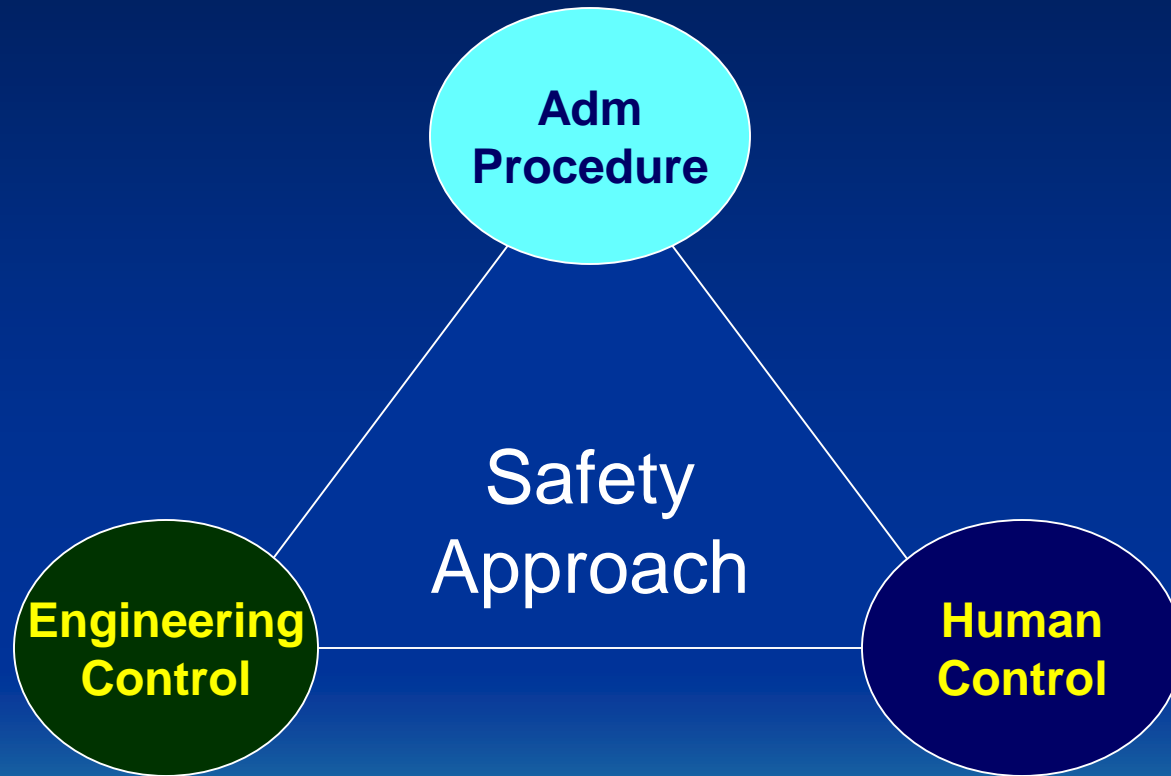 Adm
Procedure
Safety
Approach
Engineering
Control
Human
Control